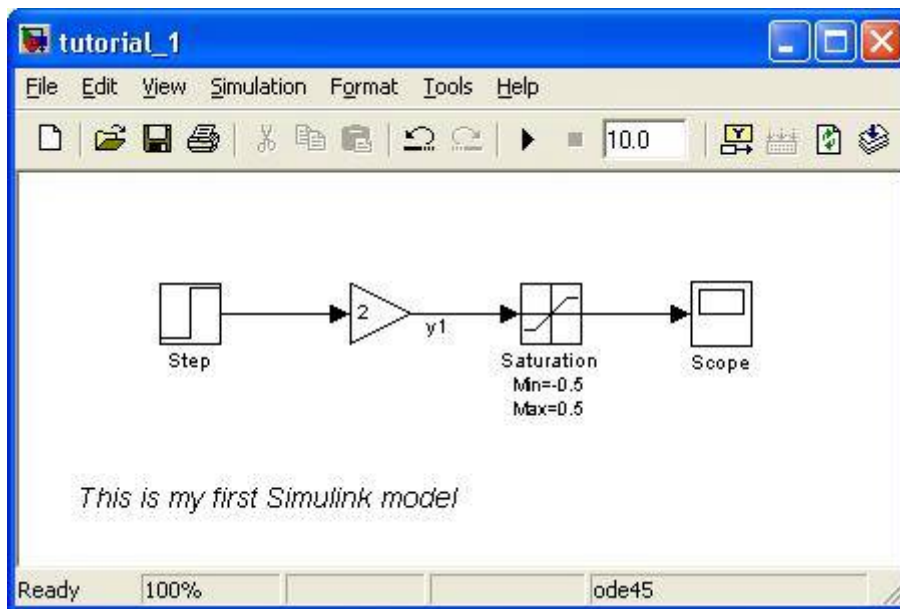 tutorial_1
File Edit View Simulation Format Tools Help
10.0
2
y1
Step
Saturation
Min=-0.5
Max=0.5
Scope
This is my first Simulink model
Ready 100% ode45